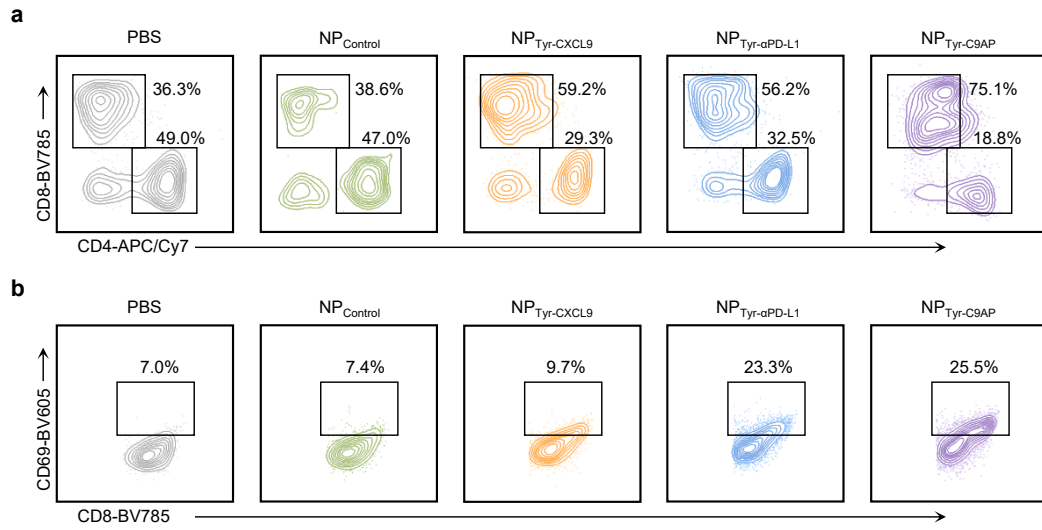 a
PBS
NPControl
NPTyr-CXCL9
NPTyr-αPD-L1
NPTyr-C9AP
CD8-BV785
36.3%
49.0%
38.6%
47.0%
59.2%
29.3%
56.2%
32.5%
75.1%
18.8%
CD4-APC/Cy7
b
PBS
NPControl
NPTyr-CXCL9
NPTyr-αPD-L1
NPTyr-C9AP
CD69-BV605
7.0%
7.4%
9.7%
23.3%
25.5%
CD8-BV785